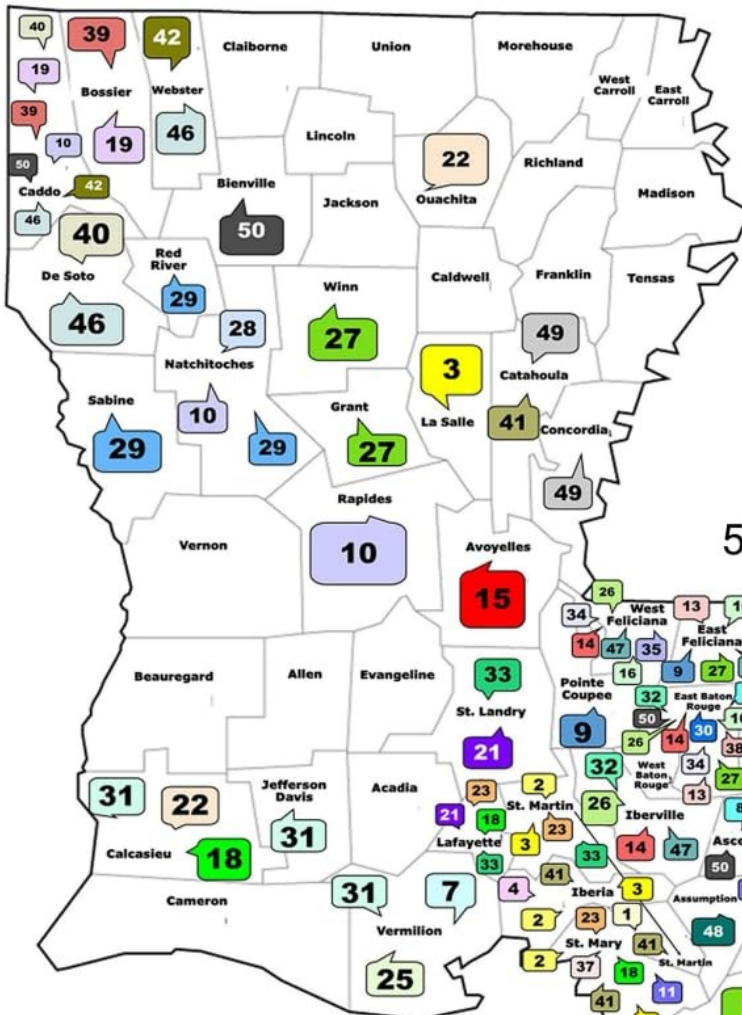 40
39
42
Claiborne
Union
Morehouse
19
Bossier
Webster
West
Carroll
East
Carroll
39
10
19
46
Lincoln
22
Richland
50
Caddo
42
Bienville
Jackson
Ouachita
Madison
46
40
50
Red
River
De Soto
29
Winn
Caldwell
Franklin
Tensas
46
28
27
49
Natchitoches
3
Catahoula
Sabine
10
Grant
La Salle
41
Concordia
29
29
27
49
Rapides
Vernon
10
Avoyelles
5
15
26
34
West
Feliciana
13
East
Feliciana
14
47
35
16
9
27
Beauregard
Allen
Evangeline
33
St. Landry
Pointe
Coupee
32
East Baton
Rouge
50
9
21
26
14
30
38
32
West
Baton
Rouge
34
27
13
31
22
Jefferson
Davis
Acadia
23
2
St. Martin
26
Iberville
8
31
21
18
23
Calcasieu
18
Lafayette
3
33
14
47
Asce
33
41
50
Cameron
31
7
4
Iberia
3
Assumption
Vermilion
2
23
1
48
St. Mary
41
25
2
37
18
St. Martin
11
41